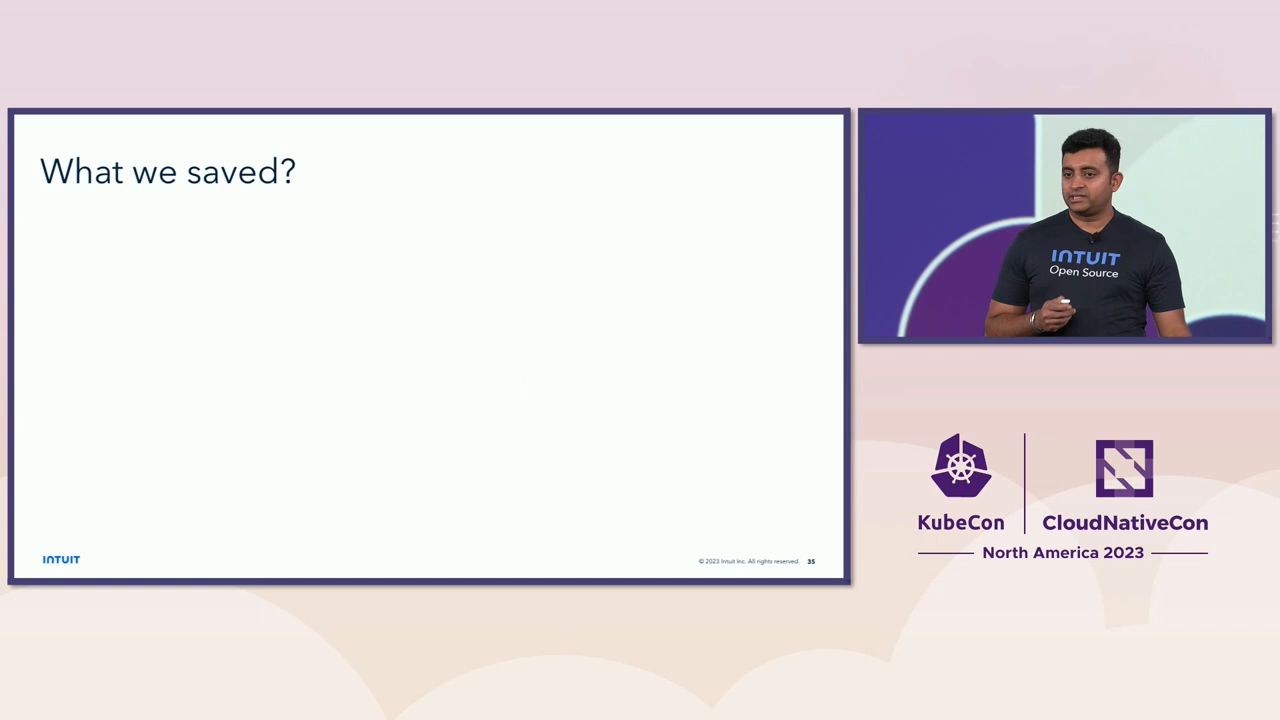 What we saved?
INTUIT
© 2023 Intuit Inc. All rights reserved. 35
INTUIT
Open Source
KubeCon
CloudNativeCon
North America 2023